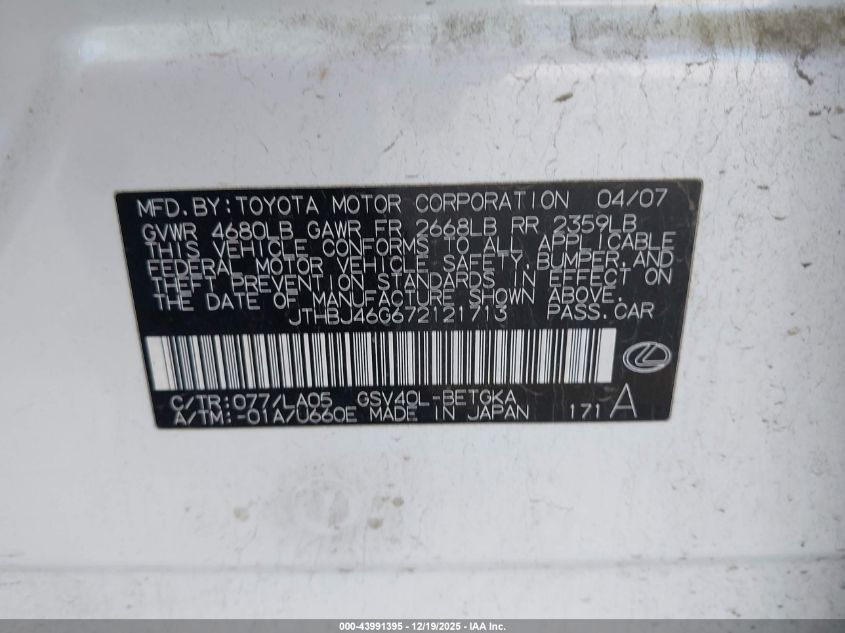 MFD.BY:TOYOTA MOTOR CORPORATION 04/07
GVWR 4680LB GAWR FR 2668LB RR 2359LB
THIS VEHICLE CONFORMS TO ALL APPLICABLE
FEDERAL MOTOR VEHICLE SAFETY,BUMPER,AND
THEFT PREVENTION STANDARDS IN EFFECT ON
THE DATE OF MANUFACTURE SHOWN ABOVE.
JTHBJ46G672121713 PASS.CAR
C/TR:077/LA05 GSV40L-BETGKA
A/TM:-01A/U660E MADE IN JAPAN 171 A
000-43991395 • 12/19/2025 • IAA Inc.